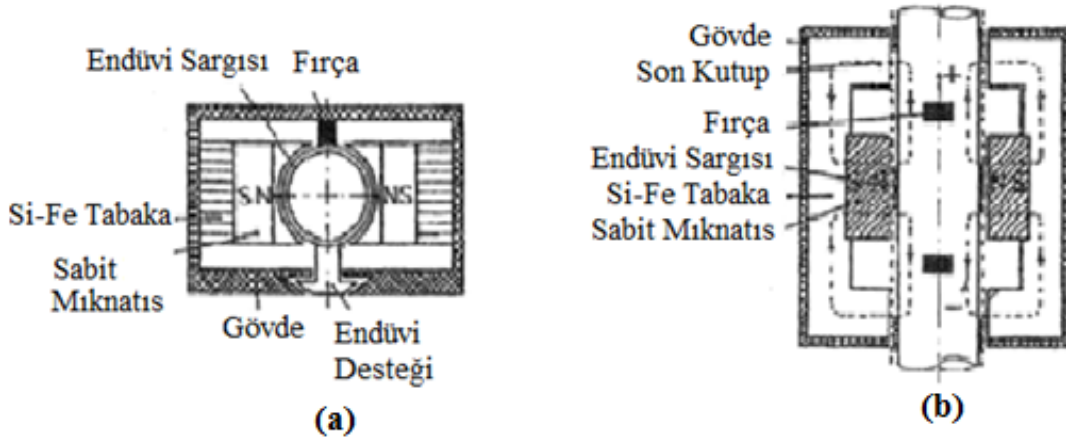 Endüvi Sargısı
Fırça
S N
N S
Si-Fe Tabaka
Sabit
Mıknatıs
Gövde
Endüvi
Desteği
(a)
Gövde
Son Kutup
+
Fırça
Endüvi Sargısı
Si-Fe Tabaka
Sabit Mıknatıs
−
(b)